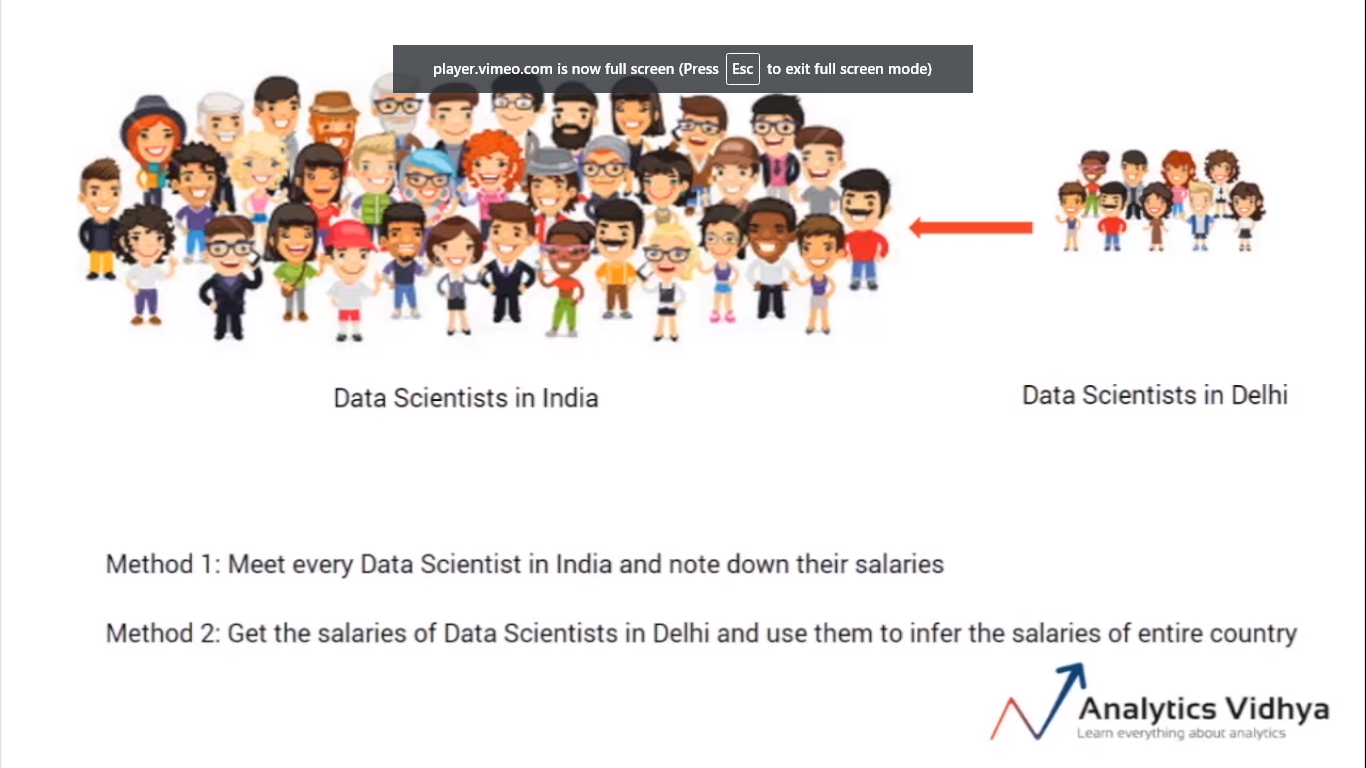 player.vimeo.com is now full screen (Press Esc to exit full screen mode)
Data Scientists in India
Data Scientists in Delhi
Method 1: Meet every Data Scientist in India and note down their salaries
Method 2: Get the salaries of Data Scientists in Delhi and use them to infer the salaries of entire country
Analytics Vidhya
Learn everything about analytics